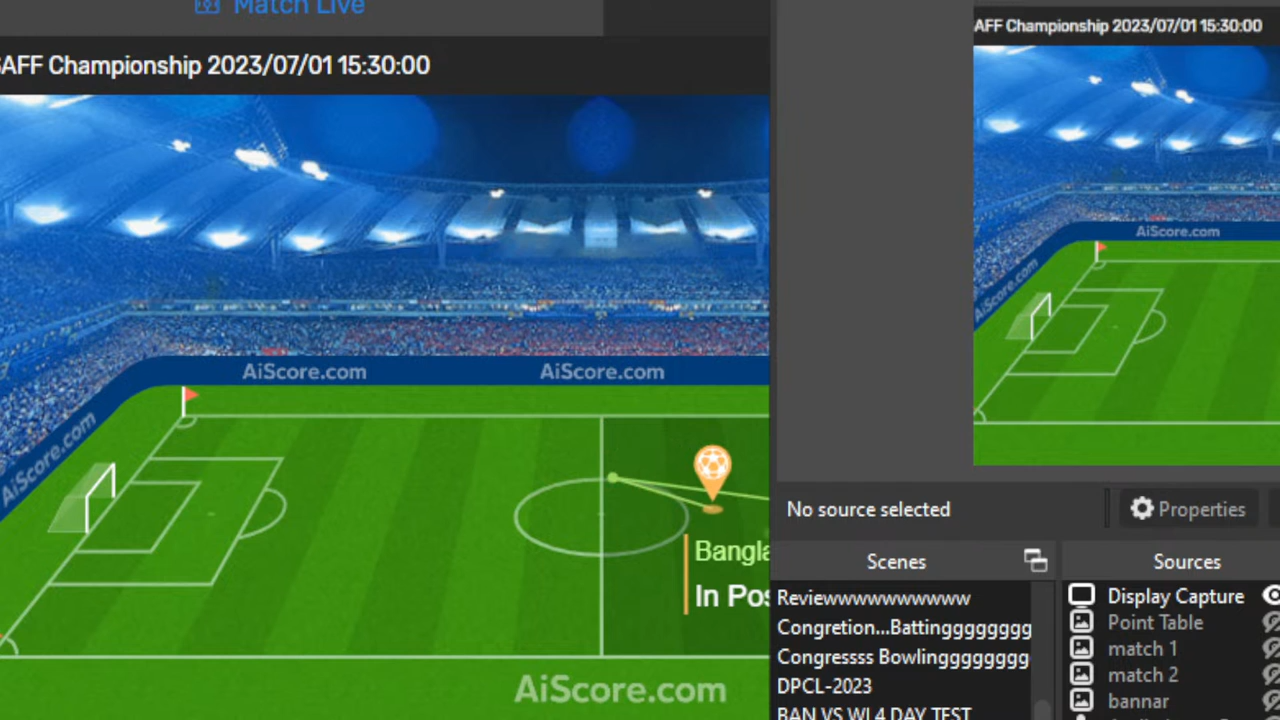 Match Live
SAFF Championship 2023/07/01 15:30:00
AiScore.com
AiScore.com
AiScore.com
Bangla
In Pos
AiScore.com
AFF Championship 2023/07/01 15:30:00
AiScore.com
AiScore.com
No source selected
Properties
Scenes
Reviewwwwwwwwww
Congretion...Battinggggggggg
Congressss Bowlinggggggggg
DPCL-2023
BAN VS WI 4 DAY TEST
Sources
Display Capture
Point Table
match 1
match 2
bannar